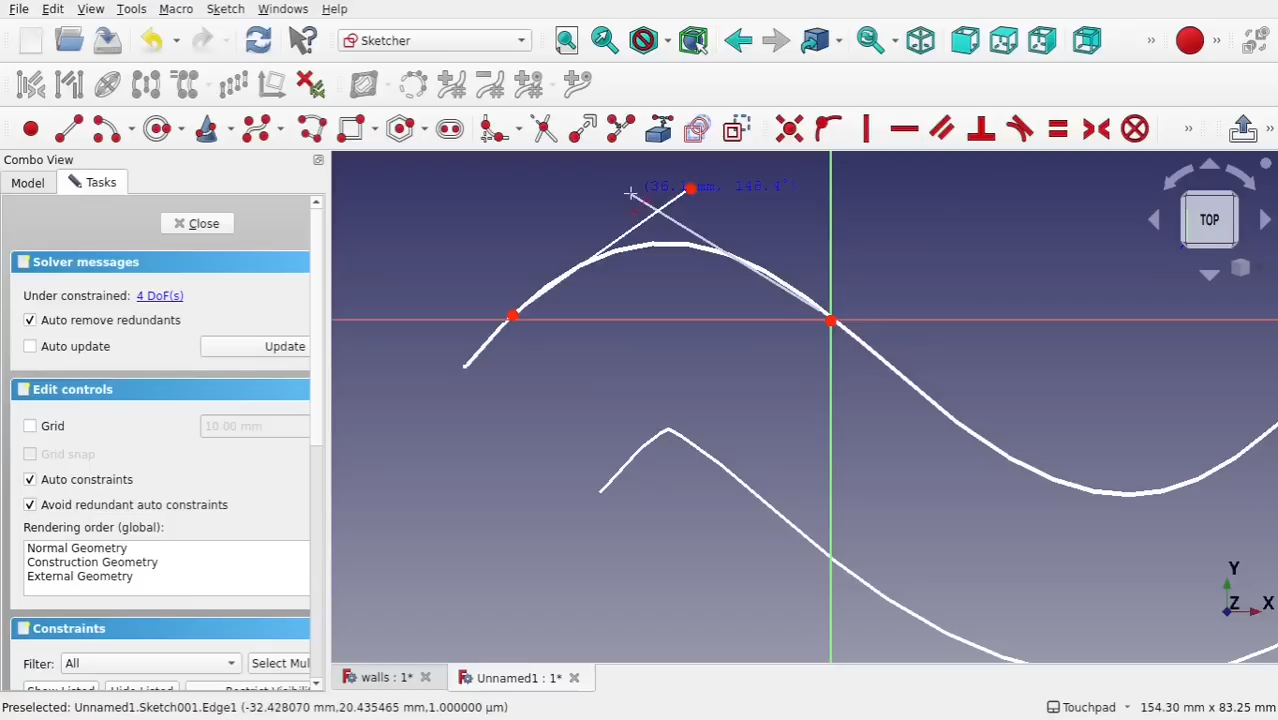 File Edit View Tools Macro Sketch Windows Help
Sketcher
Combo View
Model Tasks
Close
Solver messages
Under constrained: 4 DoF(s)
Auto remove redundants
Auto update Update
Edit controls
Grid 10.00 mm
Grid snap
Auto constraints
Avoid redundant auto constraints
Rendering order (global):
Normal Geometry
Construction Geometry
External Geometry
Constraints
Filter: All Select Mul
TOP
Y
Z X
walls : 1* Unnamed1 : 1*
Preselected: Unnamed1.Sketch001.Edge1 (-32.428070 mm,20.435465 mm,1.000000 µm) Touchpad 154.30 mm x 83.25 mm